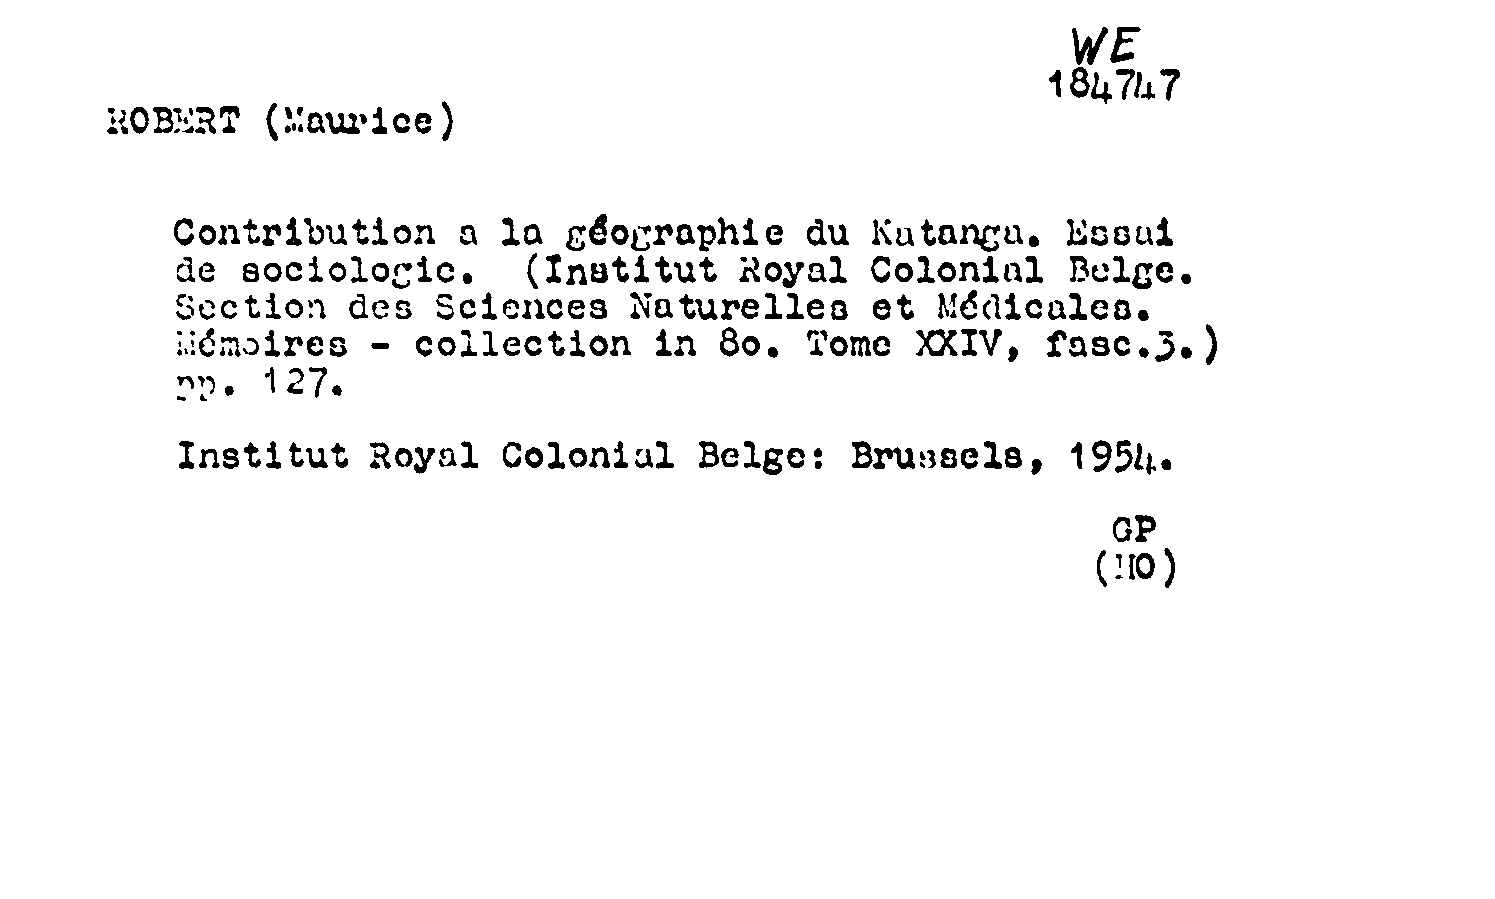 WE
184747
ROBERT (Maurice)
Contribution a la géographie du Katanga. Essai
de sociologie. (Institut Royal Colonial Belge.
Section des Sciences Naturelles et Médicales.
Mémoires - collection in 8o. Tome XXIV, fasc.3.)
pp. 127.
Institut Royal Colonial Belge: Brussels, 1954.
GP